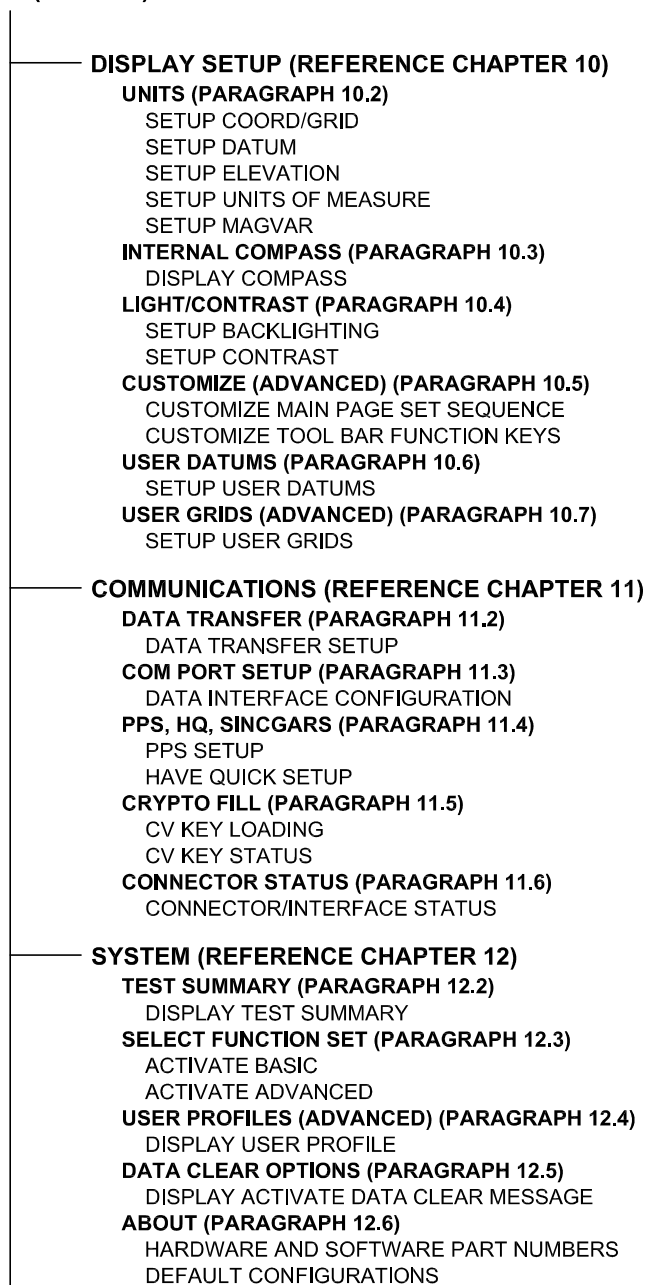 DISPLAY SETUP (REFERENCE CHAPTER 10)
UNITS (PARAGRAPH 10.2)
SETUP COORD/GRID
SETUP DATUM
SETUP ELEVATION
SETUP UNITS OF MEASURE
SETUP MAGVAR
INTERNAL COMPASS (PARAGRAPH 10.3)
DISPLAY COMPASS
LIGHT/CONTRAST (PARAGRAPH 10.4)
SETUP BACKLIGHTING
SETUP CONTRAST
CUSTOMIZE (ADVANCED) (PARAGRAPH 10.5)
CUSTOMIZE MAIN PAGE SET SEQUENCE
CUSTOMIZE TOOL BAR FUNCTION KEYS
USER DATUMS (PARAGRAPH 10.6)
SETUP USER DATUMS
USER GRIDS (ADVANCED) (PARAGRAPH 10.7)
SETUP USER GRIDS
COMMUNICATIONS (REFERENCE CHAPTER 11)
DATA TRANSFER (PARAGRAPH 11.2)
DATA TRANSFER SETUP
COM PORT SETUP (PARAGRAPH 11.3)
DATA INTERFACE CONFIGURATION
PPS, HQ, SINCGARS (PARAGRAPH 11.4)
PPS SETUP
HAVE QUICK SETUP
CRYPTO FILL (PARAGRAPH 11.5)
CV KEY LOADING
CV KEY STATUS
CONNECTOR STATUS (PARAGRAPH 11.6)
CONNECTOR/INTERFACE STATUS
SYSTEM (REFERENCE CHAPTER 12)
TEST SUMMARY (PARAGRAPH 12.2)
DISPLAY TEST SUMMARY
SELECT FUNCTION SET (PARAGRAPH 12.3)
ACTIVATE BASIC
ACTIVATE ADVANCED
USER PROFILES (ADVANCED) (PARAGRAPH 12.4)
DISPLAY USER PROFILE
DATA CLEAR OPTIONS (PARAGRAPH 12.5)
DISPLAY ACTIVATE DATA CLEAR MESSAGE
ABOUT (PARAGRAPH 12.6)
HARDWARE AND SOFTWARE PART NUMBERS
DEFAULT CONFIGURATIONS